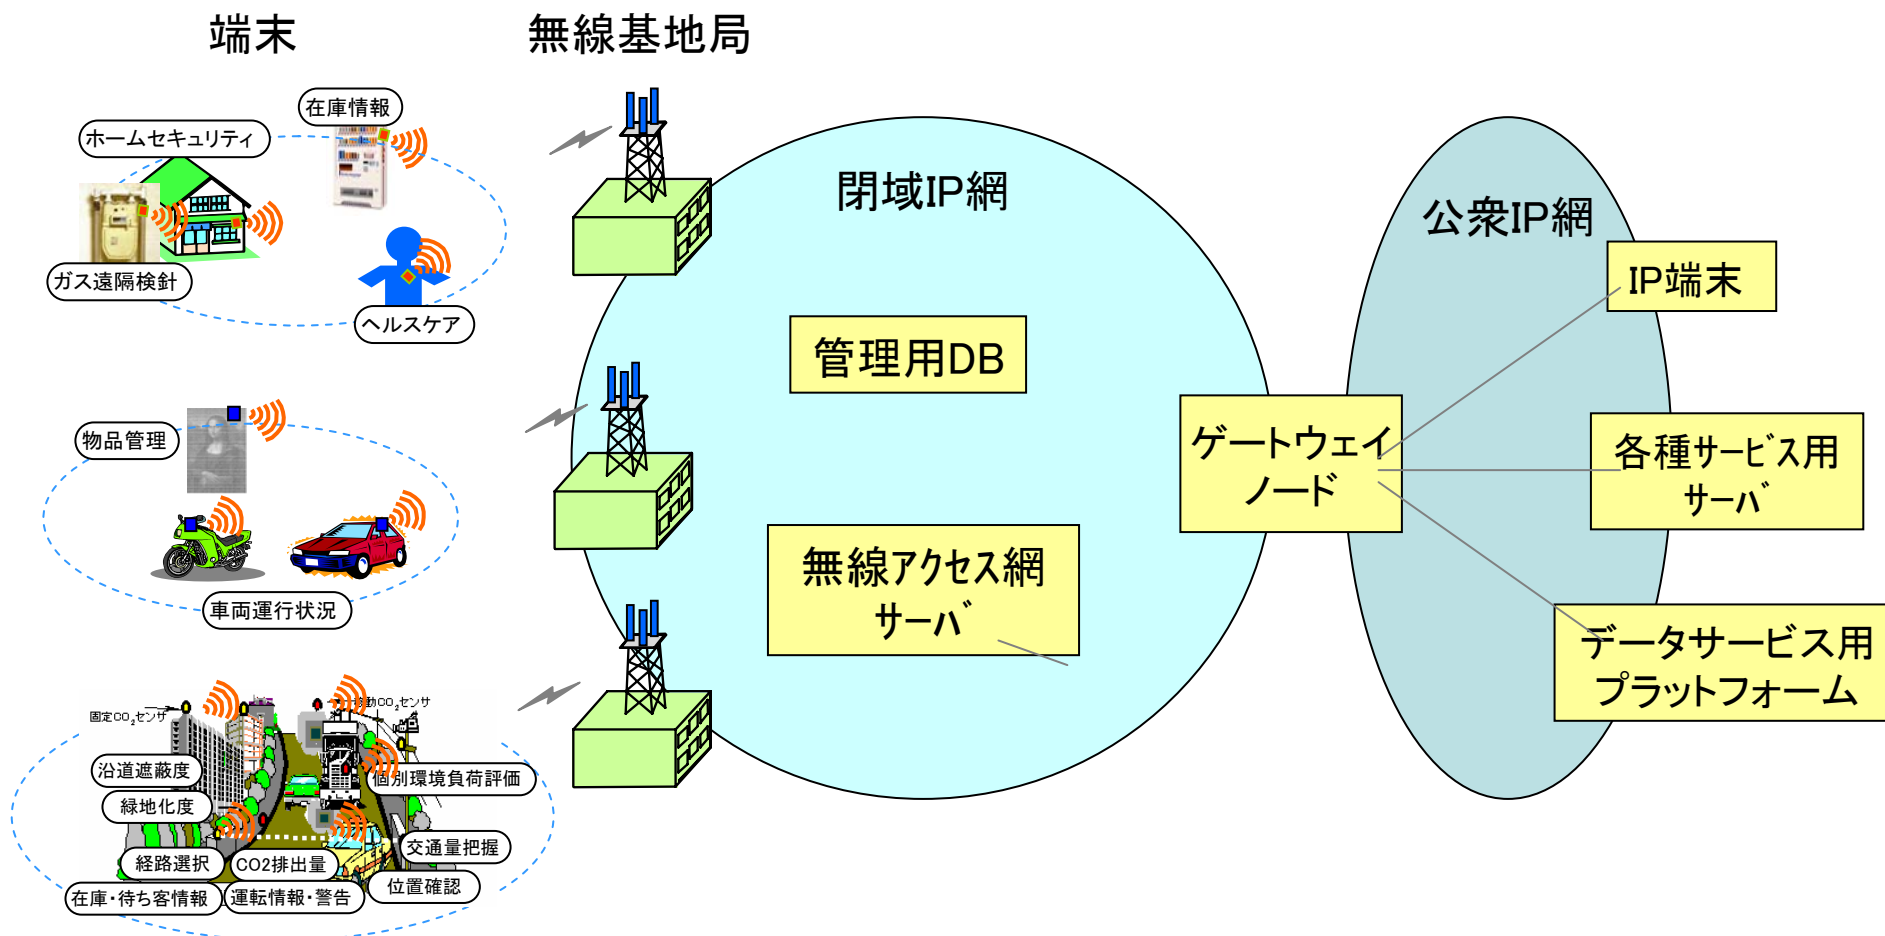 端末
無線基地局
在庫情報
ホームセキュリティ
ガス遠隔検針
ヘルスケア
閉域IP網
公衆IP網
IP端末
管理用DB
ゲートウェイ
ノード
各種サービス用
サーバ
物品管理
車両運行状況
無線アクセス網
サーバ
データサービス用
プラットフォーム
固定CO₂センサ
移動CO₂センサ
沿道遮蔽度
個別環境負荷評価
緑地化度
交通量把握
経路選択
CO2排出量
位置確認
在庫・待ち客情報
運転情報・警告